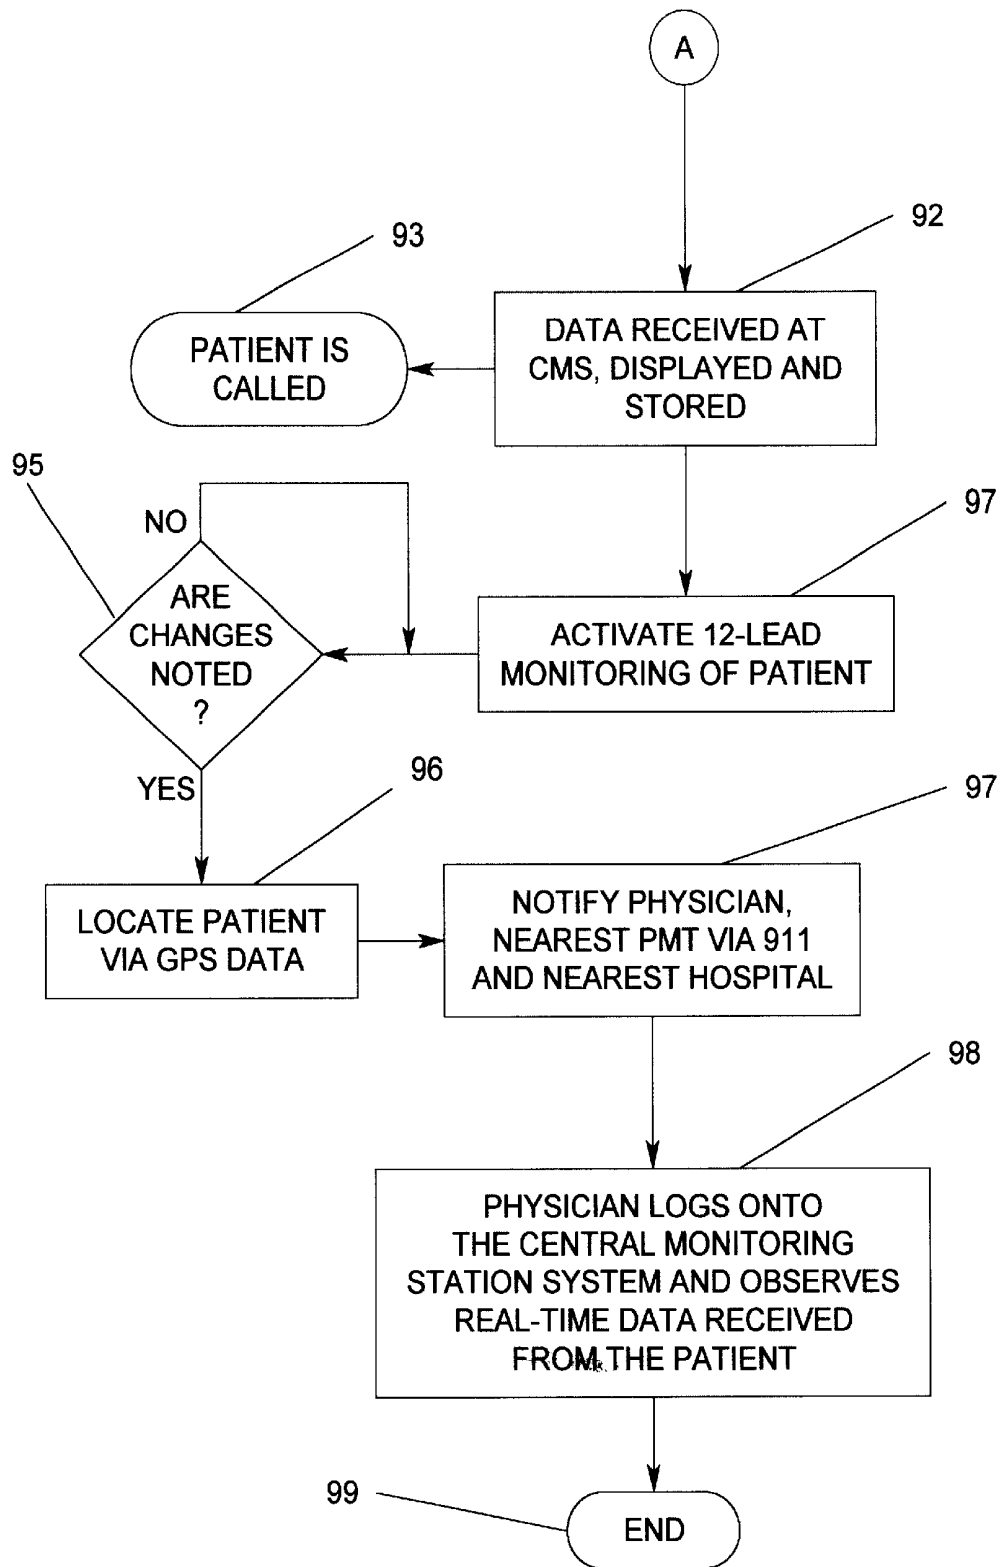 A
92
93
DATA RECEIVED AT
CMS, DISPLAYED AND
STORED
PATIENT IS
CALLED
95
97
NO
ARE
CHANGES
NOTED
?
ACTIVATE 12-LEAD
MONITORING OF PATIENT
YES
96
97
LOCATE PATIENT
VIA GPS DATA
NOTIFY PHYSICIAN,
NEAREST PMT VIA 911
AND NEAREST HOSPITAL
98
PHYSICIAN LOGS ONTO
THE CENTRAL MONITORING
STATION SYSTEM AND OBSERVES
REAL-TIME DATA RECEIVED
FROM THE PATIENT
99
END